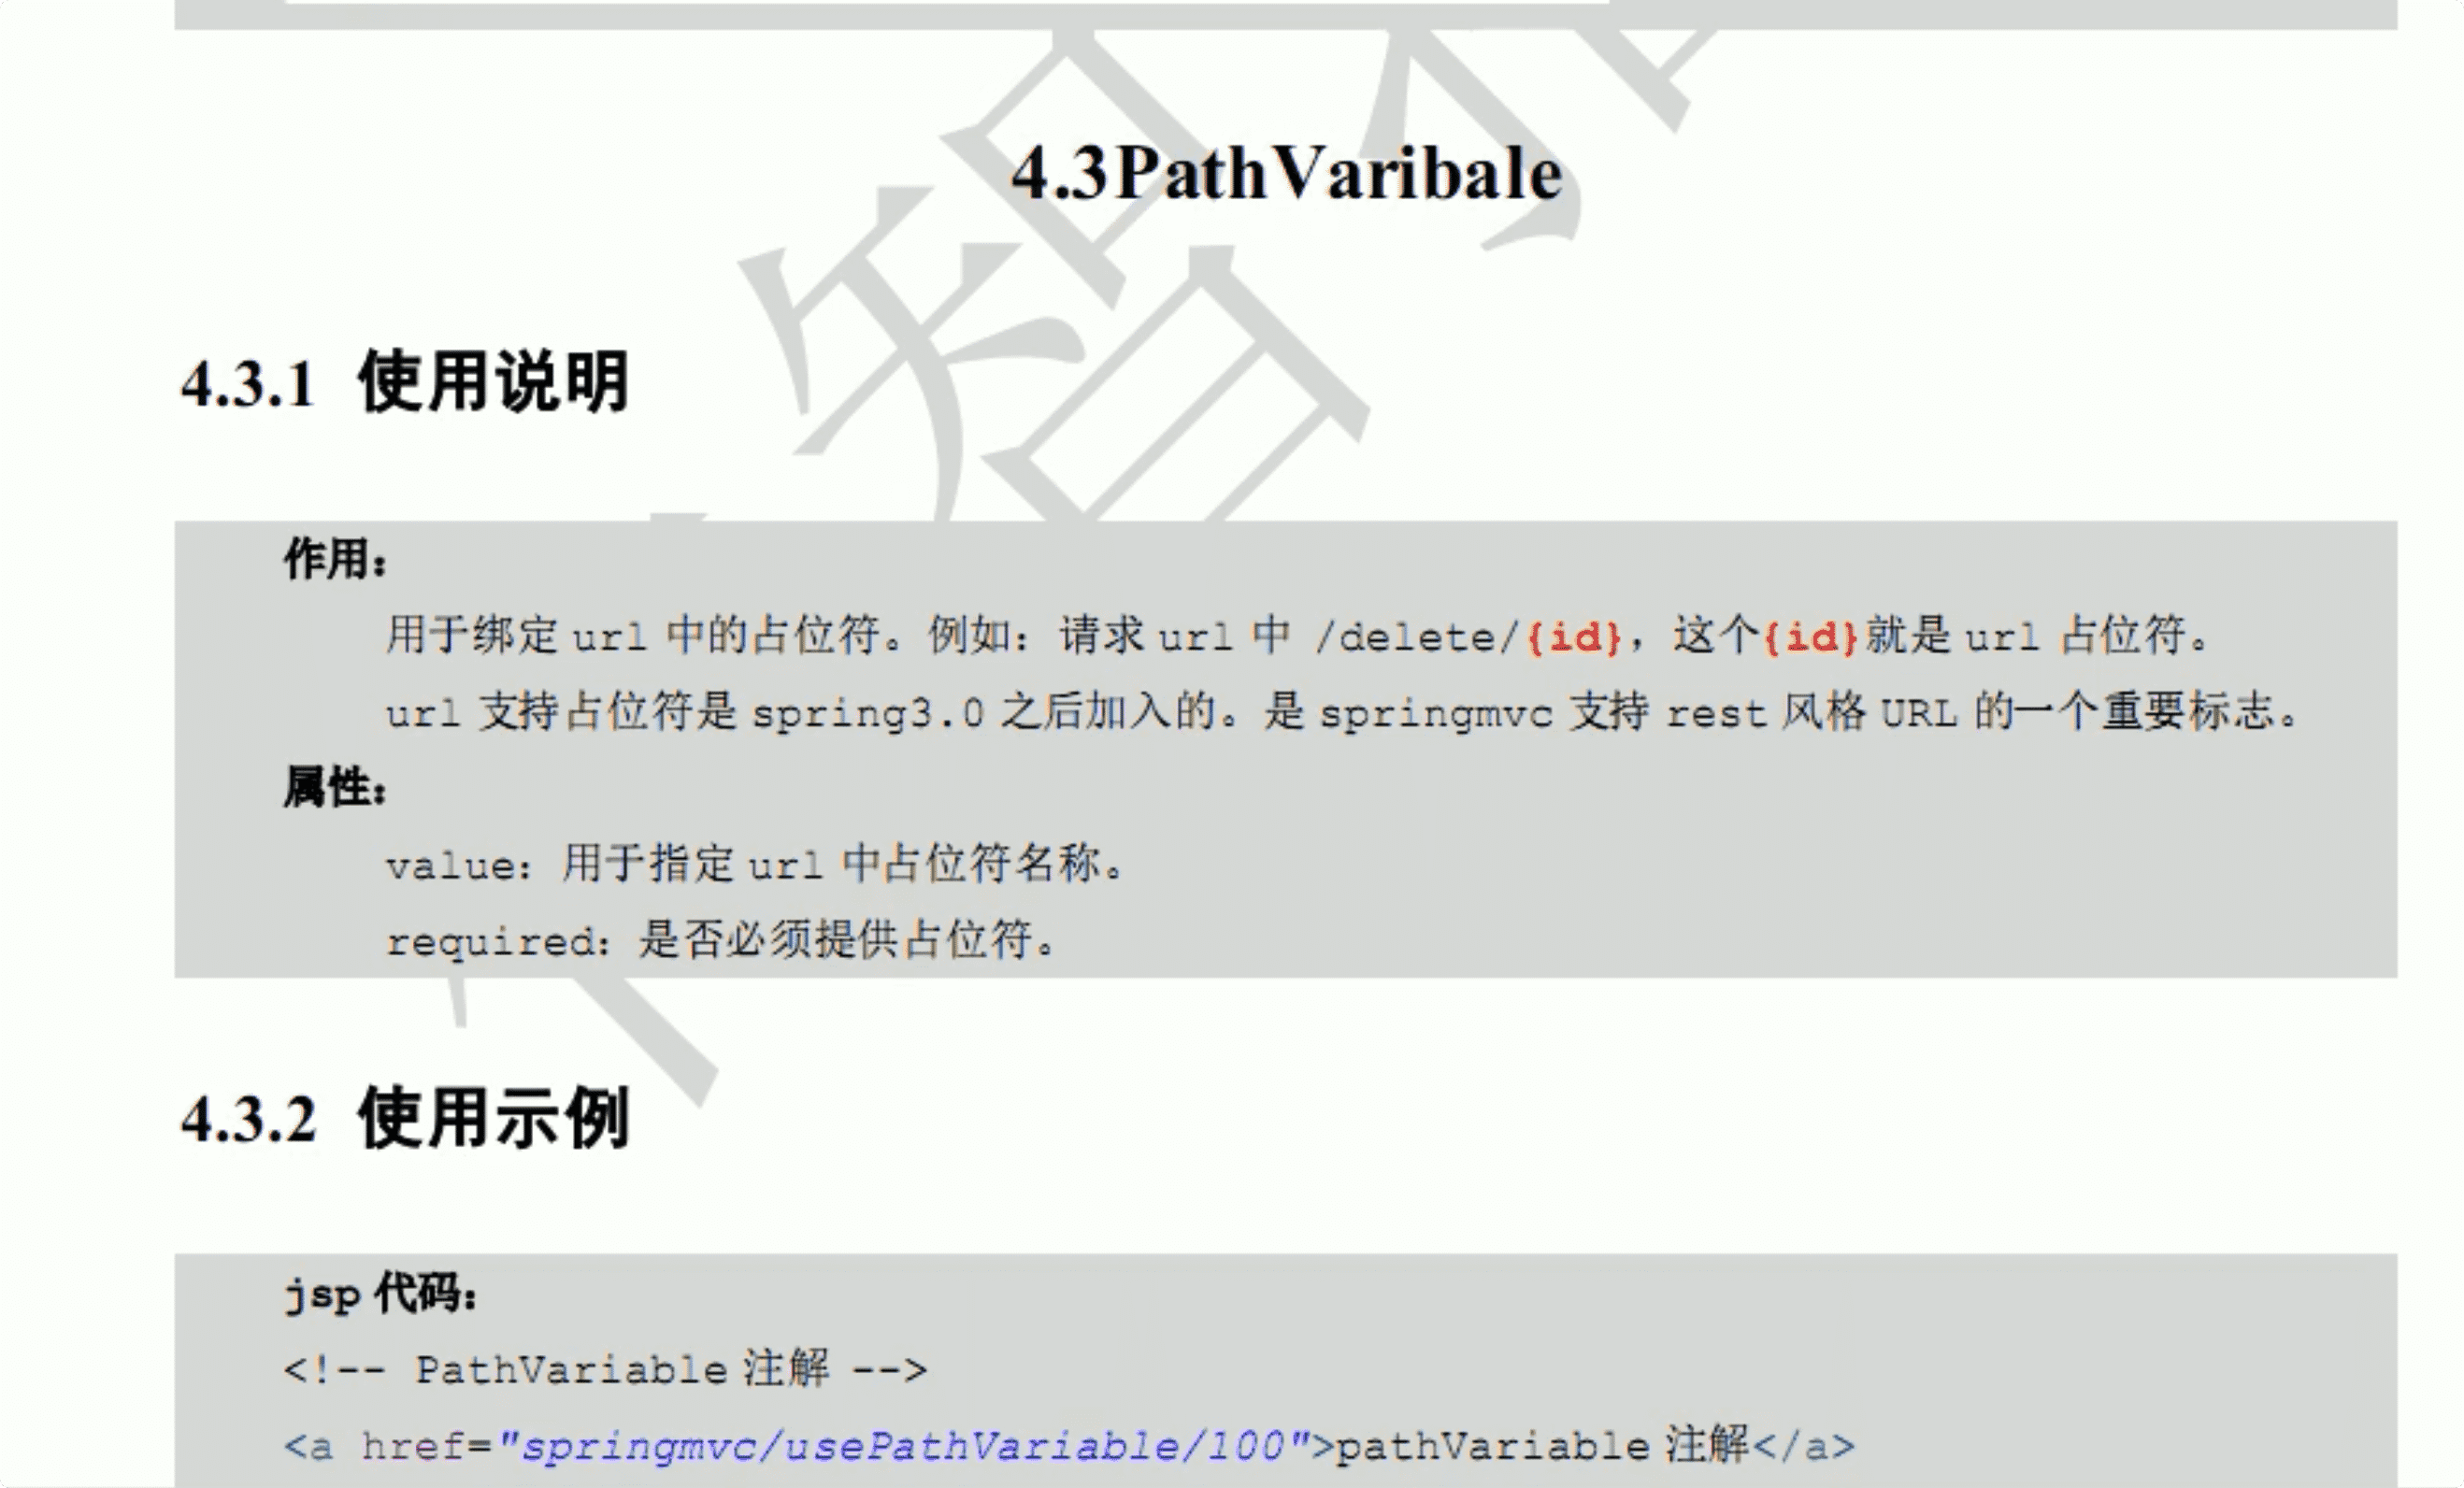 4.3PathVaribale
4.3.1 使用说明
作用：
用于绑定 url 中的占位符。例如：请求 url 中 /delete/{id}，这个{id}就是 url 占位符。
url 支持占位符是 spring3.0 之后加入的。是 springmvc 支持 rest 风格 URL 的一个重要标志。
属性：
value：用于指定 url 中占位符名称。
required：是否必须提供占位符。
4.3.2 使用示例
jsp 代码：
<!-- PathVariable 注解 -->
<a href="springmvc/usePathVariable/100">pathVariable 注解</a>